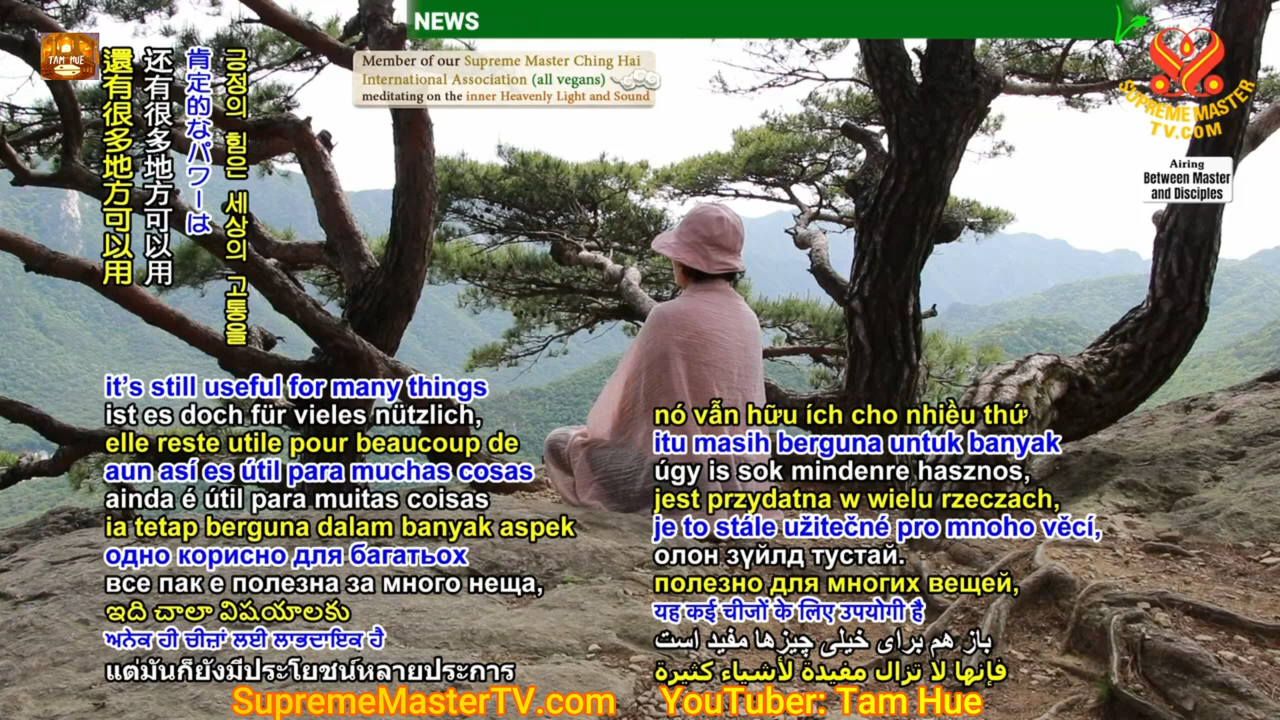 NEWS
TAM HUE
Member of our Supreme Master Ching Hai
International Association (all vegans)
meditating on the inner Heavenly Light and Sound
SUPREME MASTER
TV.COM
Airing
Between Master
and Disciples
還有很多地方可以用
还有很多地方可以用
肯定的なパワーは
긍정의 힘은 세상의 고통을
it's still useful for many things
ist es doch für vieles nützlich,
elle reste utile pour beaucoup de
aun así es útil para muchas cosas
ainda é útil para muitas coisas
ia tetap berguna dalam banyak aspek
одно корисно для багатьох
все пак е полезна за много неща,
ఇది చాలా విషయాలకు
ਅਨੇਕ ਹੀ ਚੀਜ਼ਾਂ ਲਈ ਲਾਭਦਾਇਕ ਹੈ
แต่มันก็ยังมีประโยชน์หลายประการ
nó vẫn hữu ích cho nhiều thứ
itu masih berguna untuk banyak
úgy is sok mindenre hasznos,
jest przydatna w wielu rzeczach,
je to stále užitečné pro mnoho věcí,
олон зүйлд тустай.
полезно для многих вещей,
यह कई चीजों के लिए उपयोगी है
باز هم برای خیلی چیزها مفید است
فإنها لا تزال مفيدة لأشياء كثيرة
SupremeMasterTV.com
YouTuber: Tam Hue